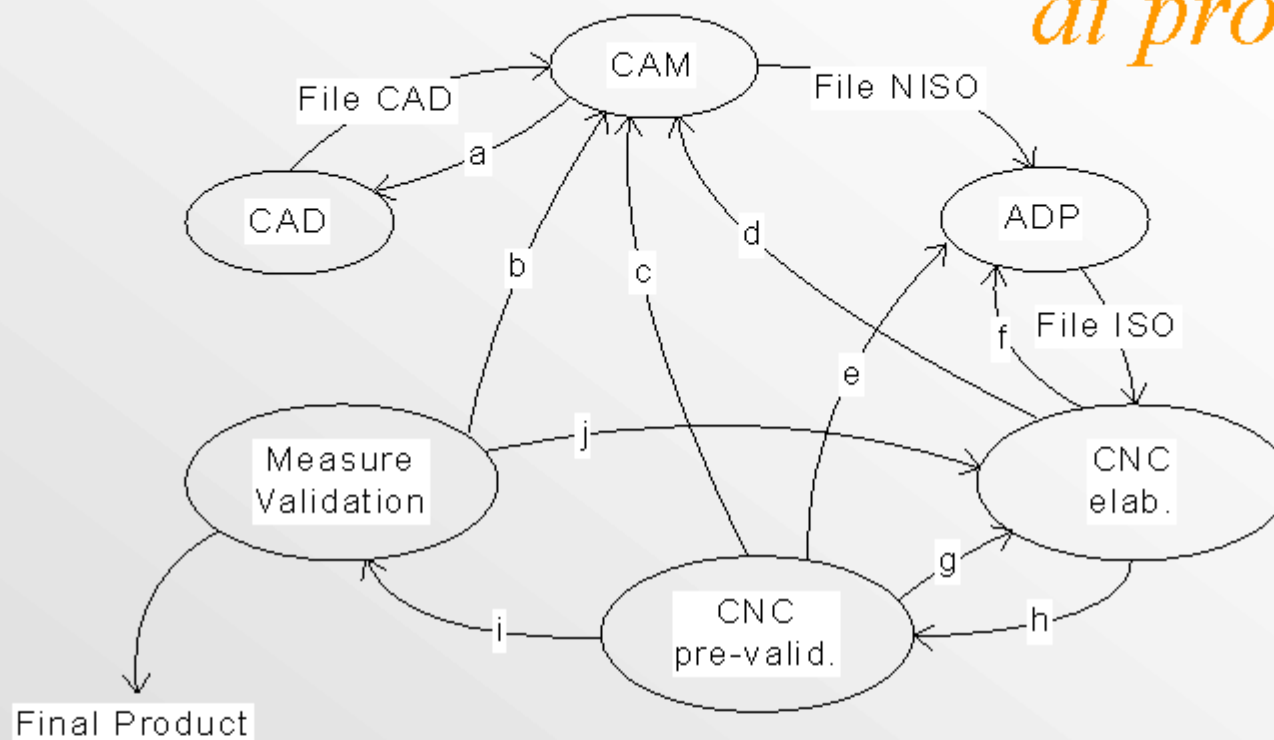 di pro
CAM
File CAD
File NISO
a
CAD
ADP
b
c
d
File ISO
f
e
j
Measure
Validation
CNC
elab.
g
CNC
pre-valid.
h
i
Final Product